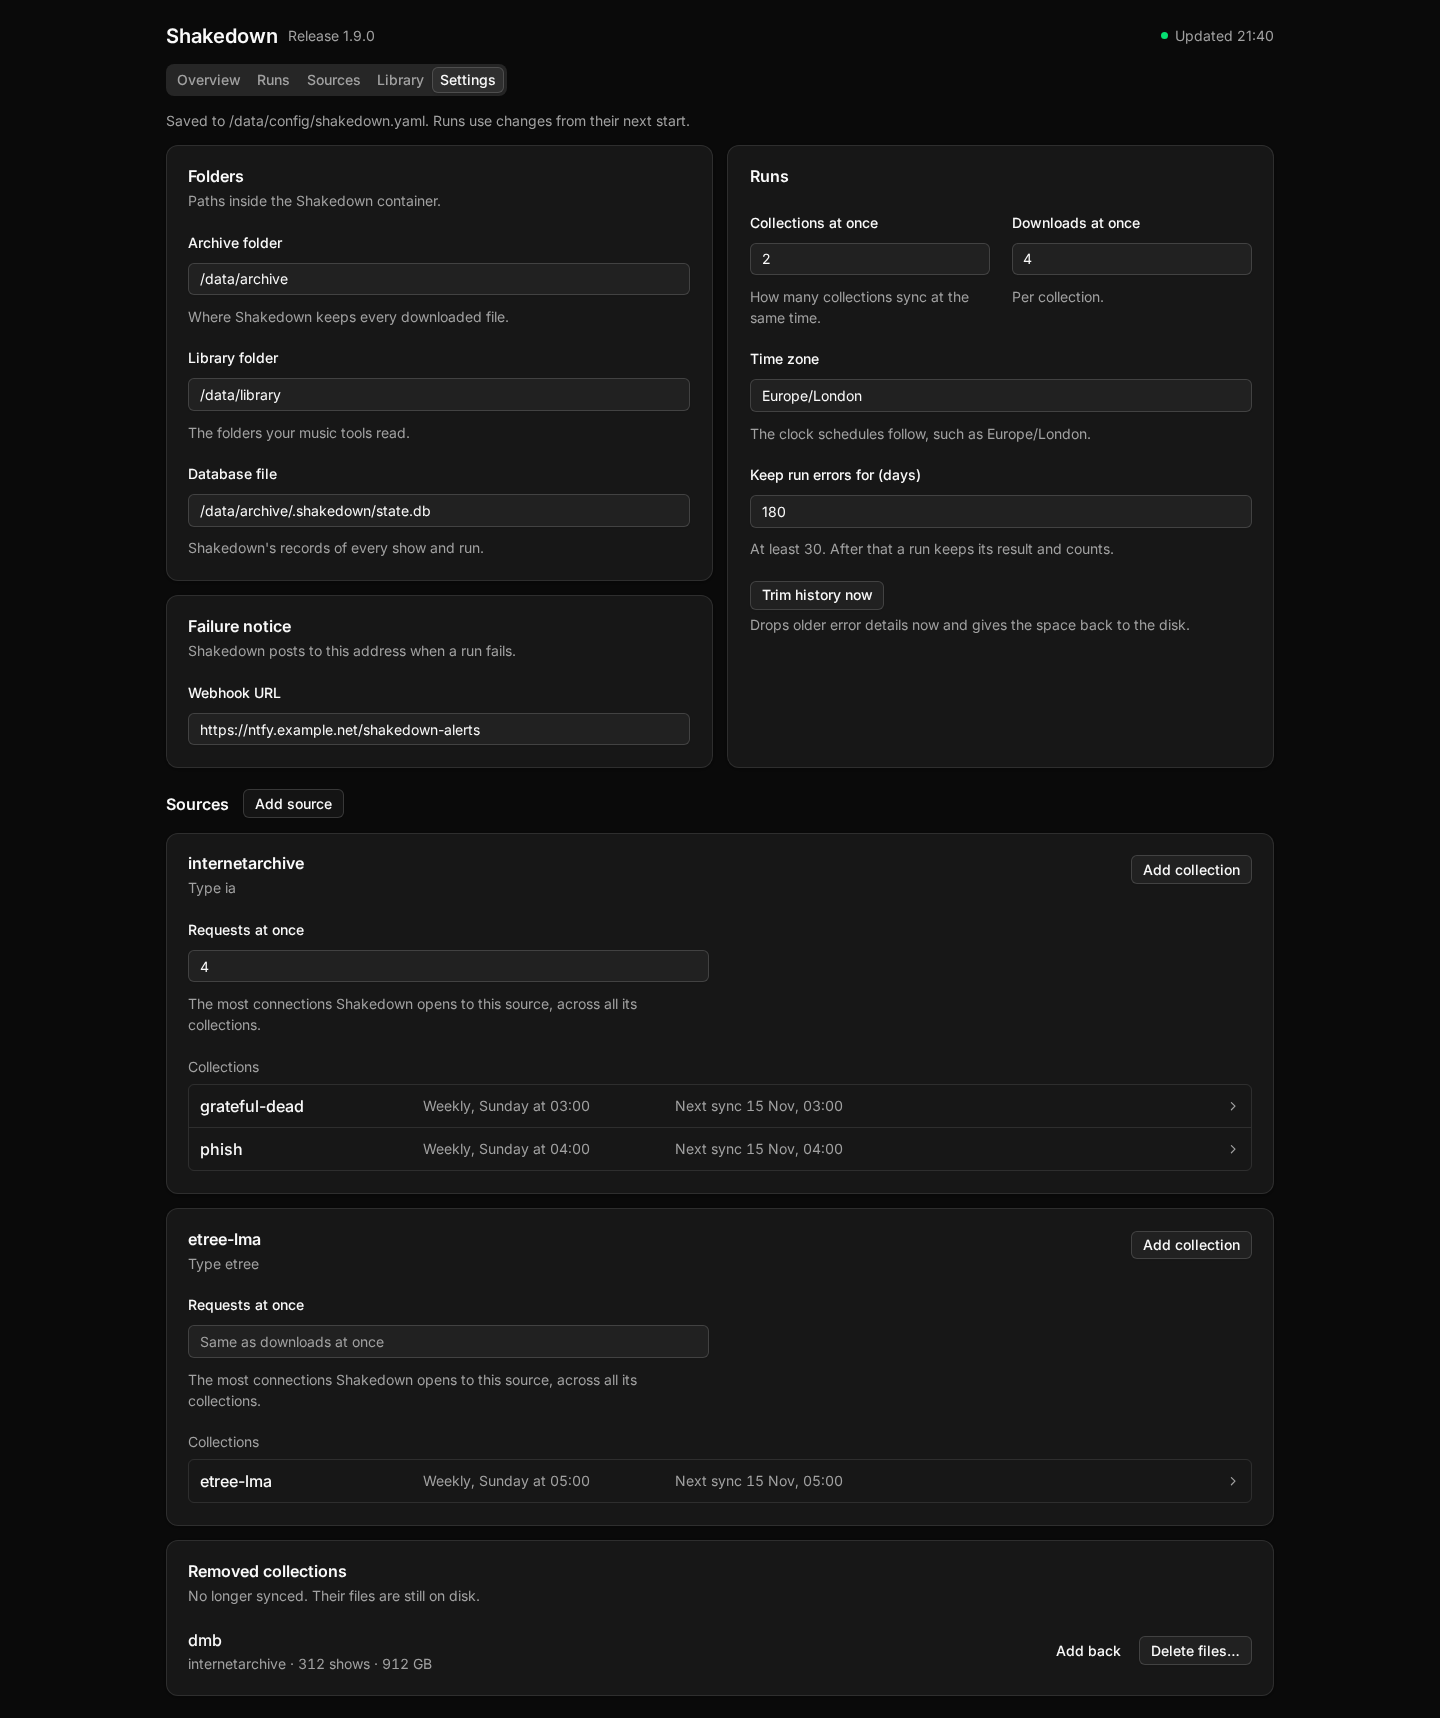 Shakedown Release 1.9.0
Updated 21:40
Overview Runs Sources Library Settings
Saved to /data/config/shakedown.yaml. Runs use changes from their next start.
Folders
Paths inside the Shakedown container.
Archive folder
/data/archive
Where Shakedown keeps every downloaded file.
Library folder
/data/library
The folders your music tools read.
Database file
/data/archive/.shakedown/state.db
Shakedown's records of every show and run.
Failure notice
Shakedown posts to this address when a run fails.
Webhook URL
https://ntfy.example.net/shakedown-alerts
Runs
Collections at once
2
How many collections sync at the
same time.
Downloads at once
4
Per collection.
Time zone
Europe/London
The clock schedules follow, such as Europe/London.
Keep run errors for (days)
180
At least 30. After that a run keeps its result and counts.
Trim history now
Drops older error details now and gives the space back to the disk.
Sources Add source
internetarchive
Type ia
Add collection
Requests at once
4
The most connections Shakedown opens to this source, across all its
collections.
Collections
grateful-dead Weekly, Sunday at 03:00 Next sync 15 Nov, 03:00
phish Weekly, Sunday at 04:00 Next sync 15 Nov, 04:00
etree-lma
Type etree
Add collection
Requests at once
Same as downloads at once
The most connections Shakedown opens to this source, across all its
collections.
Collections
etree-lma Weekly, Sunday at 05:00 Next sync 15 Nov, 05:00
Removed collections
No longer synced. Their files are still on disk.
dmb
internetarchive · 312 shows · 912 GB
Add back Delete files…